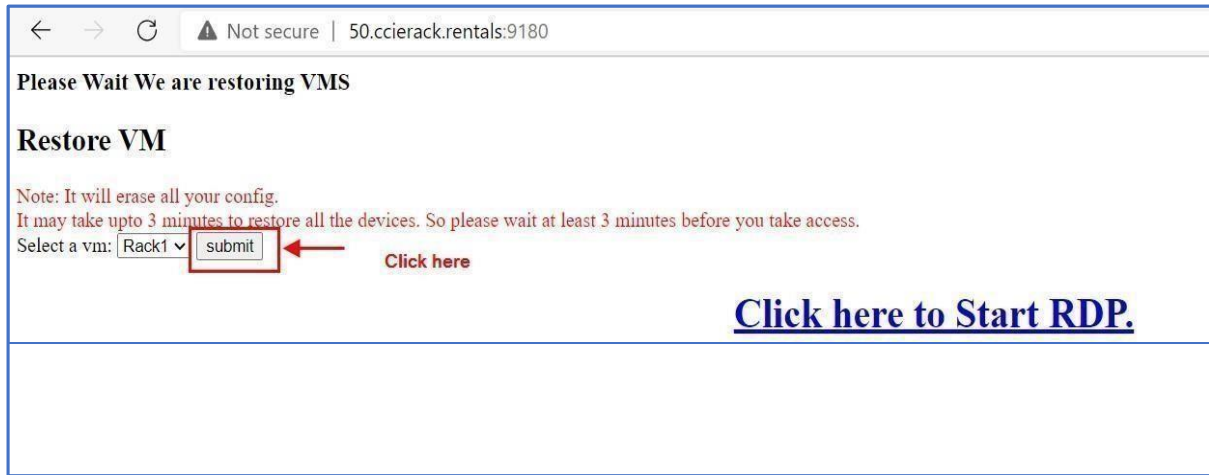 Not secure | 50.ccierack.rentals:9180
Please Wait We are restoring VMS
Restore VM
Note: It will erase all your config.
It may take upto 3 minutes to restore all the devices. So please wait at least 3 minutes before you take access.
Select a vm: Rack1 submit
Click here
Click here to Start RDP.